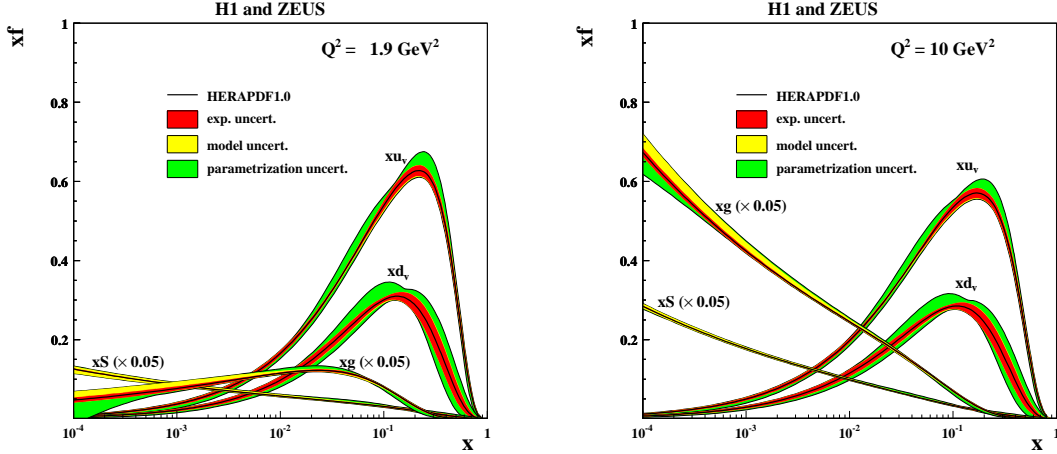 H1 and ZEUS
xf
Q² = 1.9 GeV²
HERAPDF1.0
exp. uncert.
model uncert.
parametrization uncert.
xuᵥ
xdᵥ
xS (× 0.05)
xg (× 0.05)
1
0.8
0.6
0.4
0.2
10⁻⁴
10⁻³
10⁻²
10⁻¹
1
x
H1 and ZEUS
xf
Q² = 10 GeV²
HERAPDF1.0
exp. uncert.
model uncert.
parametrization uncert.
xuᵥ
xg (× 0.05)
xdᵥ
xS (× 0.05)
1
0.8
0.6
0.4
0.2
10⁻⁴
10⁻³
10⁻²
10⁻¹
1
x